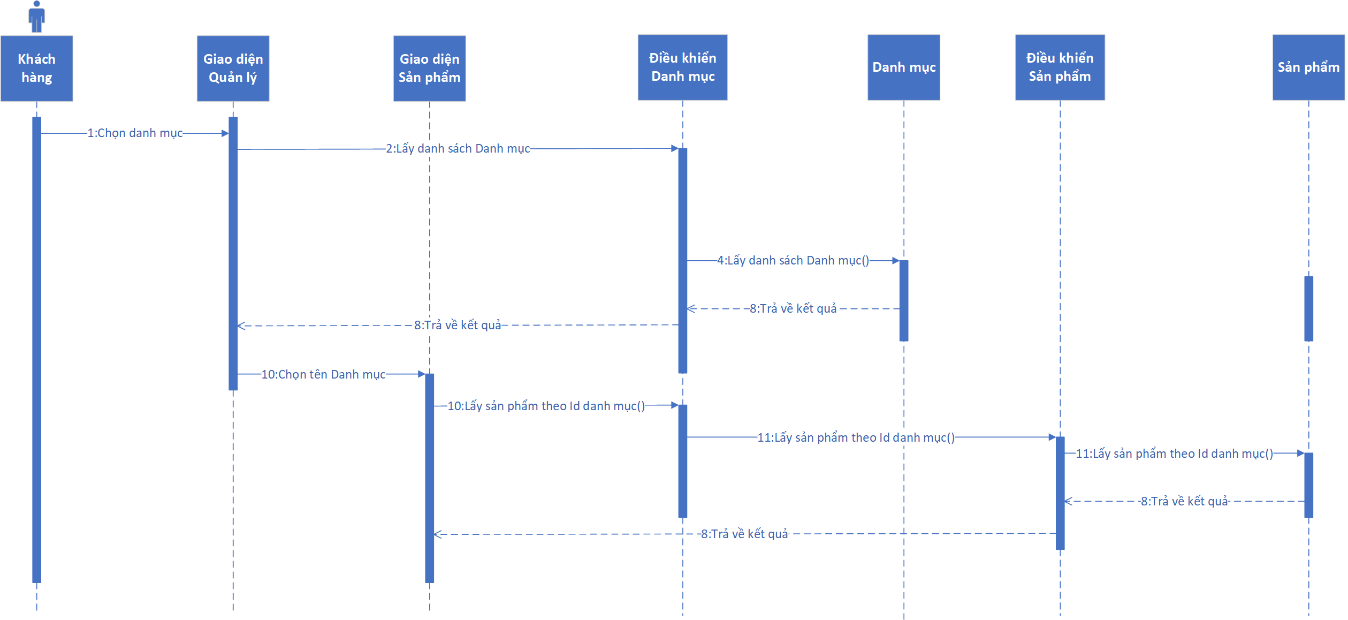 Khách
hàng
Giao diện
Quản lý
Giao diện
Sản phẩm
Điều khiển
Danh mục
Danh mục
Điều khiển
Sản phẩm
Sản phẩm
1:Chọn danh mục
2:Lấy danh sách Danh mục
4:Lấy danh sách Danh mục()
8:Trả về kết quả
8:Trả về kết quả
10:Chọn tên Danh mục
10:Lấy sản phẩm theo Id danh mục()
11:Lấy sản phẩm theo Id danh mục()
11:Lấy sản phẩm theo Id danh mục()
8:Trả về kết quả
8:Trả về kết quả